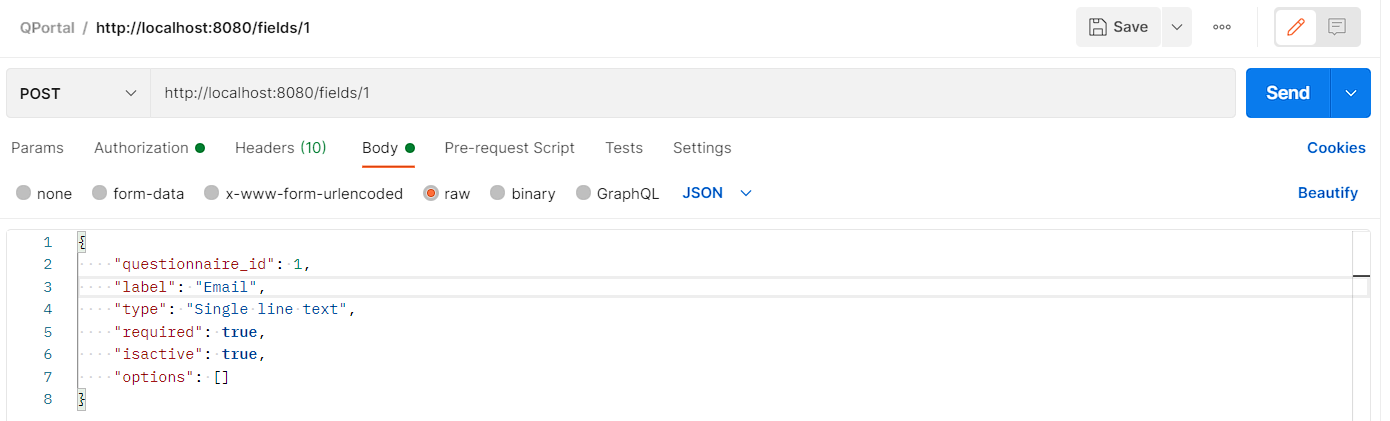 QPortal / http://localhost:8080/fields/1
Save
POST http://localhost:8080/fields/1 Send
Params Authorization Headers (10) Body Pre-request Script Tests Settings Cookies
none form-data x-www-form-urlencoded raw binary GraphQL JSON Beautify
1 {
2 "questionnaire_id": 1,
3 "label": "Email",
4 "type": "Single line text",
5 "required": true,
6 "isactive": true,
7 "options": []
8 }